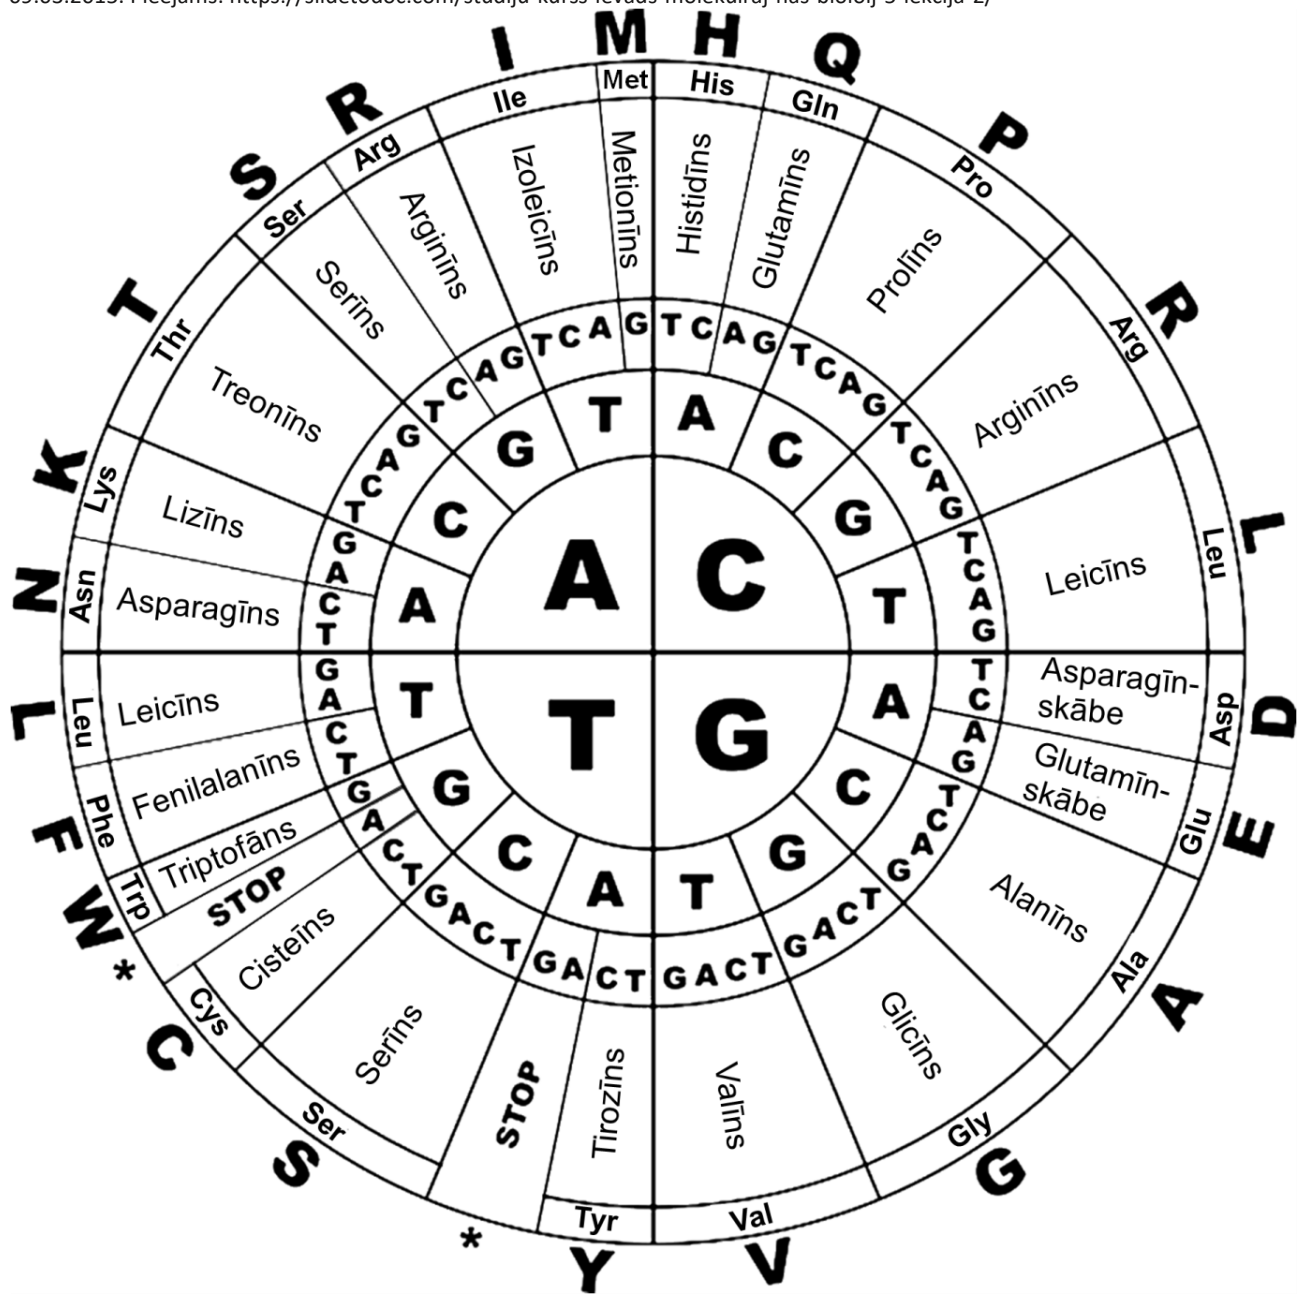 M
H
Q
P
R
L
D
E
A
G
V
Y
*
S
C
*
W
F
L
N
K
T
S
R
I
Met
His
Gln
Pro
Arg
Leu
Asp
Glu
Ala
Gly
Val
Tyr
Ser
Cys
Trp
Phe
Leu
Asn
Lys
Thr
Ser
Arg
Ile
Metionīns
Histidīns
Glutamīns
Prolīns
Arginīns
Leicīns
Asparagīn-
skābe
Glutamīn-
skābe
Alanīns
Glicīns
Valīns
Tirozīns
STOP
Serīns
Cisteīns
STOP
Triptofāns
Fenilalanīns
Leicīns
Asparagīns
Lizīns
Treonīns
Serīns
Arginīns
Izoleicīns
T C A G
T C A G
T C A G
T C A G
T C A G
T C A G
T C A G
T C A G
T C A G
T C A G
T C A G
T C A G
G A C T
G A C T
T C A G
T C A G
A
C
G
T
A
C
G
T
A
C
G
T
A
C
G
T
A C
T G